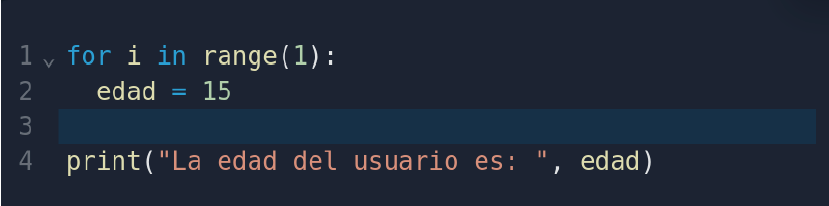 1 for i in range(1):
2   edad = 15
3
4 print("La edad del usuario es: ", edad)